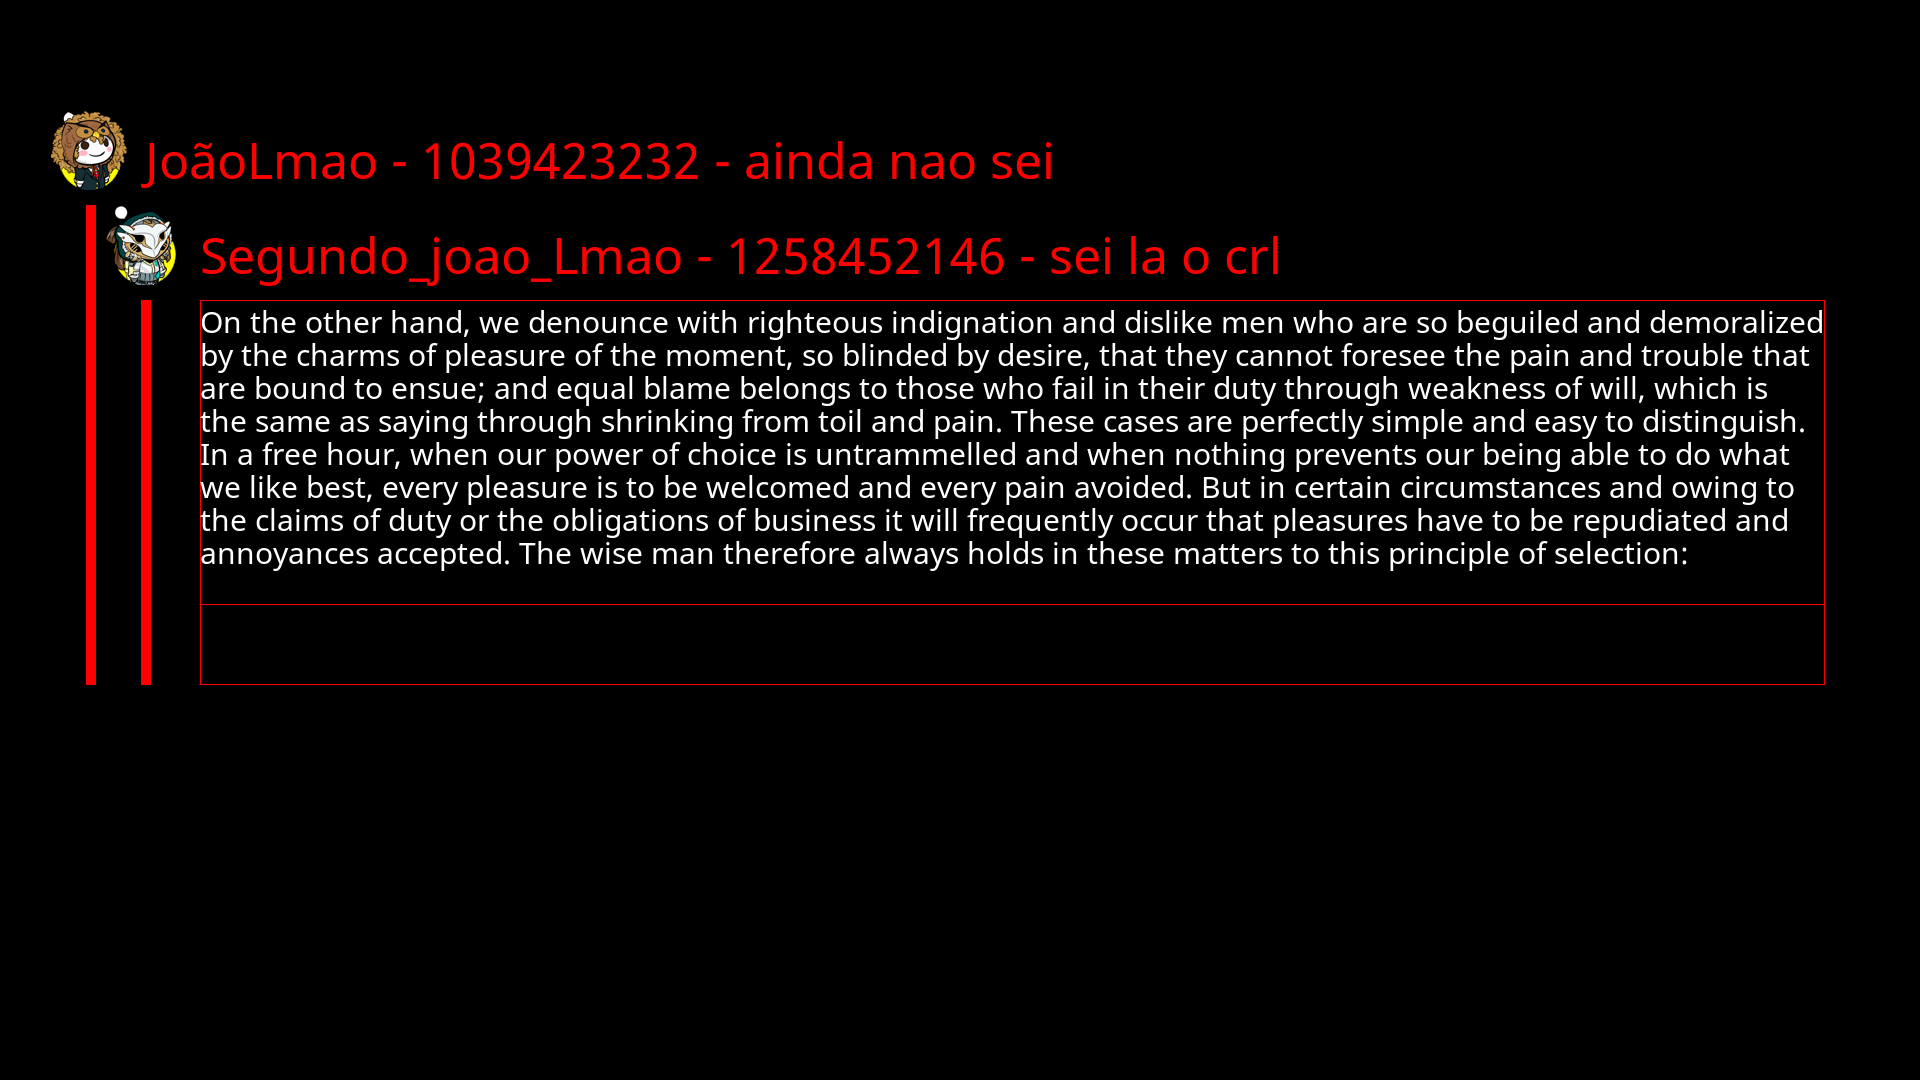 JoãoLmao - 1039423232 - ainda nao sei
Segundo_joao_Lmao - 1258452146 - sei la o crl
On the other hand, we denounce with righteous indignation and dislike men who are so beguiled and demoralized
by the charms of pleasure of the moment, so blinded by desire, that they cannot foresee the pain and trouble that
are bound to ensue; and equal blame belongs to those who fail in their duty through weakness of will, which is
the same as saying through shrinking from toil and pain. These cases are perfectly simple and easy to distinguish.
In a free hour, when our power of choice is untrammelled and when nothing prevents our being able to do what
we like best, every pleasure is to be welcomed and every pain avoided. But in certain circumstances and owing to
the claims of duty or the obligations of business it will frequently occur that pleasures have to be repudiated and
annoyances accepted. The wise man therefore always holds in these matters to this principle of selection: